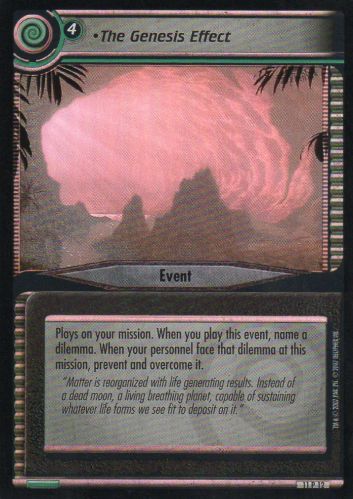 4
•The Genesis Effect
Event
Plays on your mission. When you play this event, name a
dilemma. When your personnel face that dilemma at this
mission, prevent and overcome it.
"Matter is reorganized with life generating results. Instead of
a dead moon, a living breathing planet, capable of sustaining
whatever life forms we see fit to deposit on it."
11 P 12